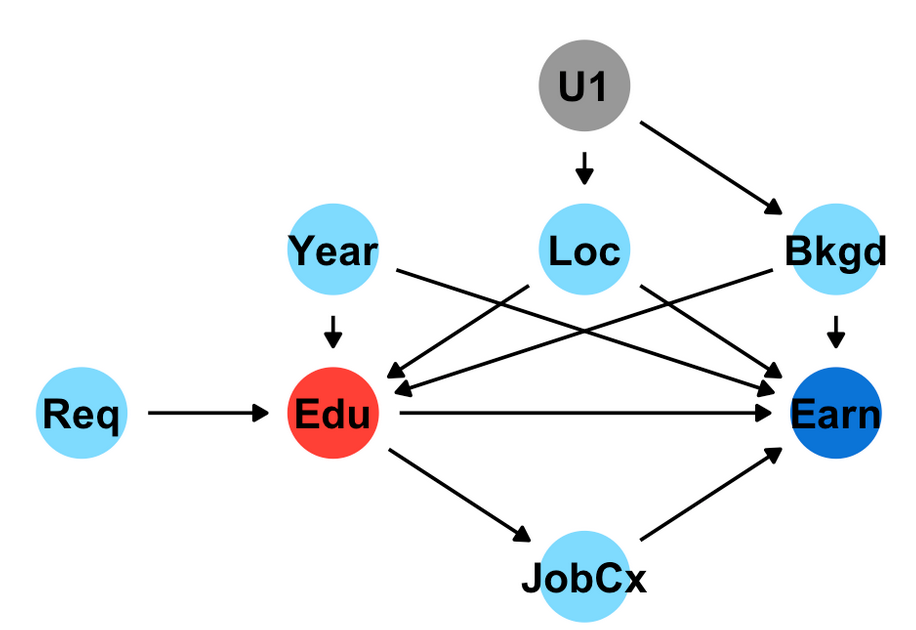 U1
Year
Loc
Bkgd
Req
Edu
Earn
JobCx